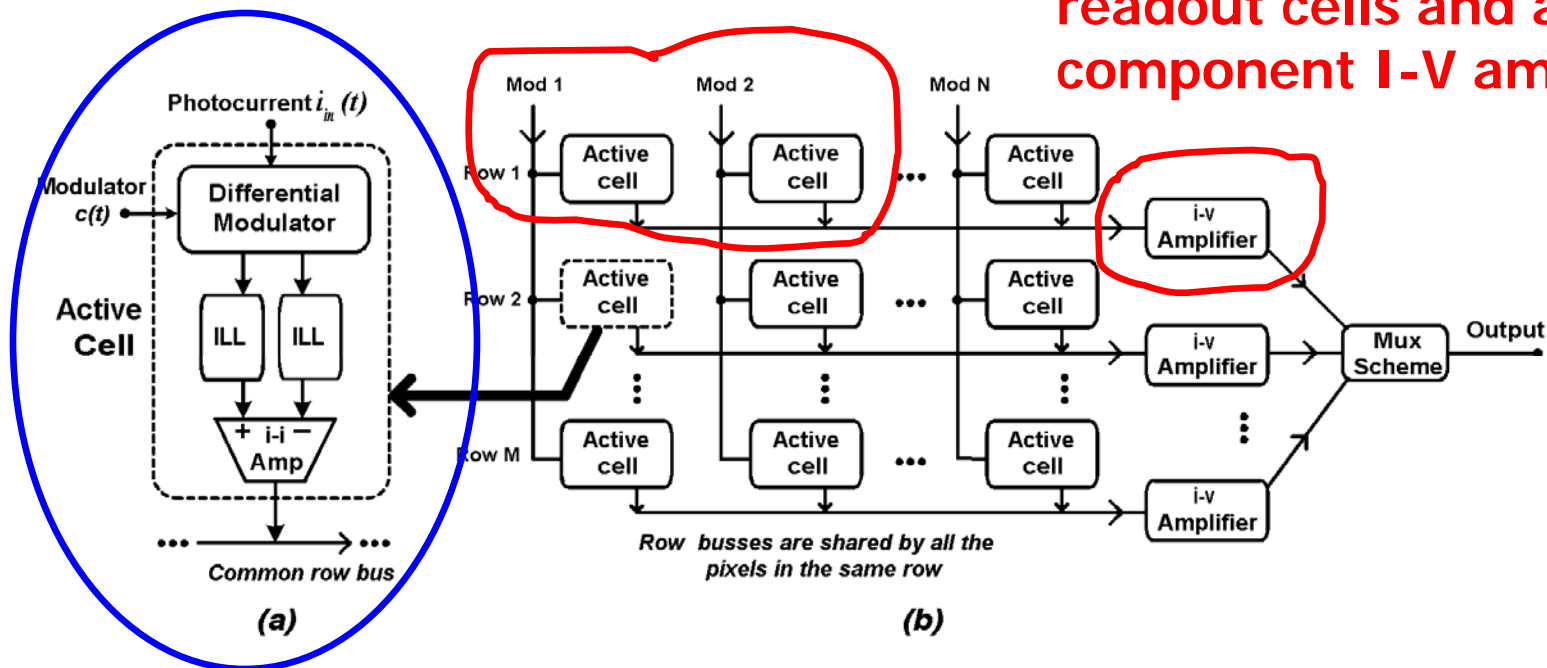 readout cells and
component I-V
Photocurrent i_in (t)
Modulator
c(t)
Differential
Modulator
Active
Cell
ILL
ILL
+ i-i −
Amp
••• •••
Common row bus
(a)
Mod 1
Mod 2
Mod N
Row 1
Active
cell
Active
cell
•••
Active
cell
i-v
Amplifier
Row 2
Active
cell
Active
cell
•••
Active
cell
i-v
Amplifier
Mux
Scheme
Output
Row M
Active
cell
Active
cell
•••
Active
cell
i-v
Amplifier
Row busses are shared by all the
pixels in the same row
(b)